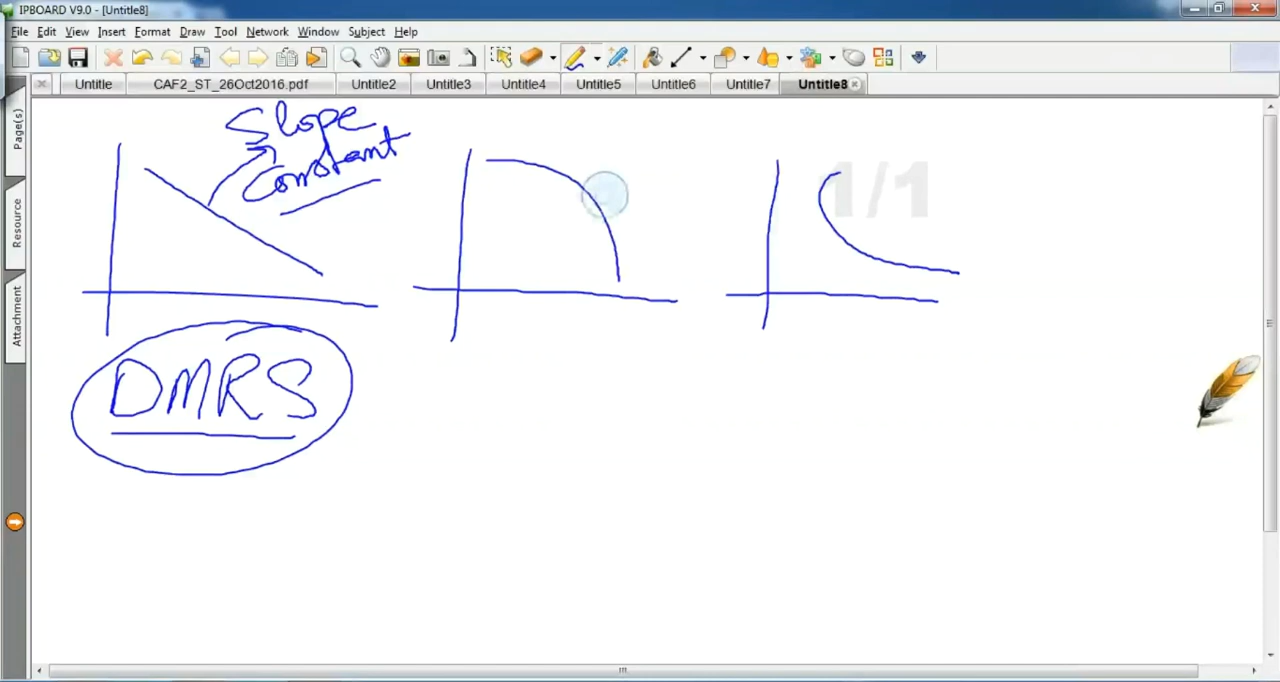 IPBOARD V9.0 - [Untitle8]
File Edit View Insert Format Draw Tool Network Window Subject Help
Untitle CAF2_ST_26Oct2016.pdf Untitle2 Untitle3 Untitle4 Untitle5 Untitle6 Untitle7 Untitle8
Page(s)
Resource
Attachment
Slope
Constant
1/1
DMRS